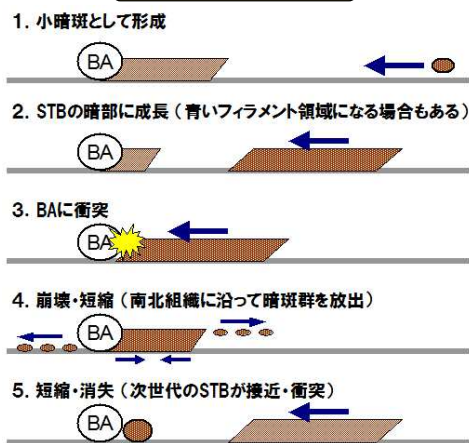 1. 小暗斑として形成
BA
2. STBの暗部に成長（青いフィラメント領域になる場合もある）
BA
3. BAに衝突
BA
4. 崩壊・短縮（南北組織に沿って暗斑群を放出）
BA
5. 短縮・消失（次世代のSTBが接近・衝突）
BA